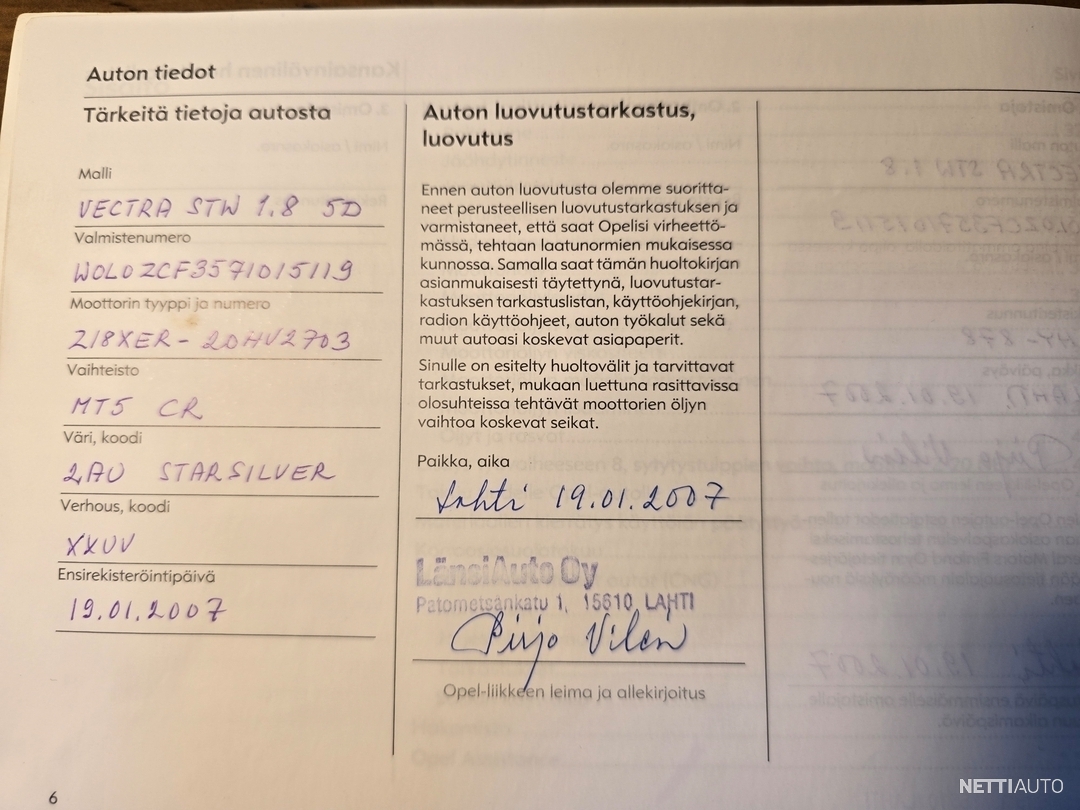 Auton tiedot
Tärkeitä tietoja autosta
Malli
VECTRA STW 1.8 5D
Valmistenumero
WOLOZCF3571015119
Moottorin tyyppi ja numero
Z18XER - 20HV2703
Vaihteisto
MT5 CR
Väri, koodi
2AU STARSILVER
Verhous, koodi
XXUV
Ensirekisteröintipäivä
19.01.2007
Auton luovutustarkastus,
luovutus
Ennen auton luovutusta olemme suoritta-
neet perusteellisen luovutustarkastuksen ja
varmistaneet, että saat Opelisi virheettö-
mässä, tehtaan laatunormien mukaisessa
kunnossa. Samalla saat tämän huoltokirjan
asianmukaisesti täytettynä, luovutustar-
kastuksen tarkastuslistan, käyttöohjekirjan,
radion käyttöohjeet, auton työkalut sekä
muut autoasi koskevat asiapaperit.
Sinulle on esitelty huoltovälit ja tarvittavat
tarkastukset, mukaan luettuna rasittavissa
olosuhteissa tehtävät moottorien öljyn
vaihtoa koskevat seikat.
Paikka, aika
Lahti 19.01.2007
LänsiAuto Oy
Patometsänkatu 1, 15610 LAHTI
Pirjo Vilen
Opel-liikkeen leima ja allekirjoitus
6
NETTIAUTO